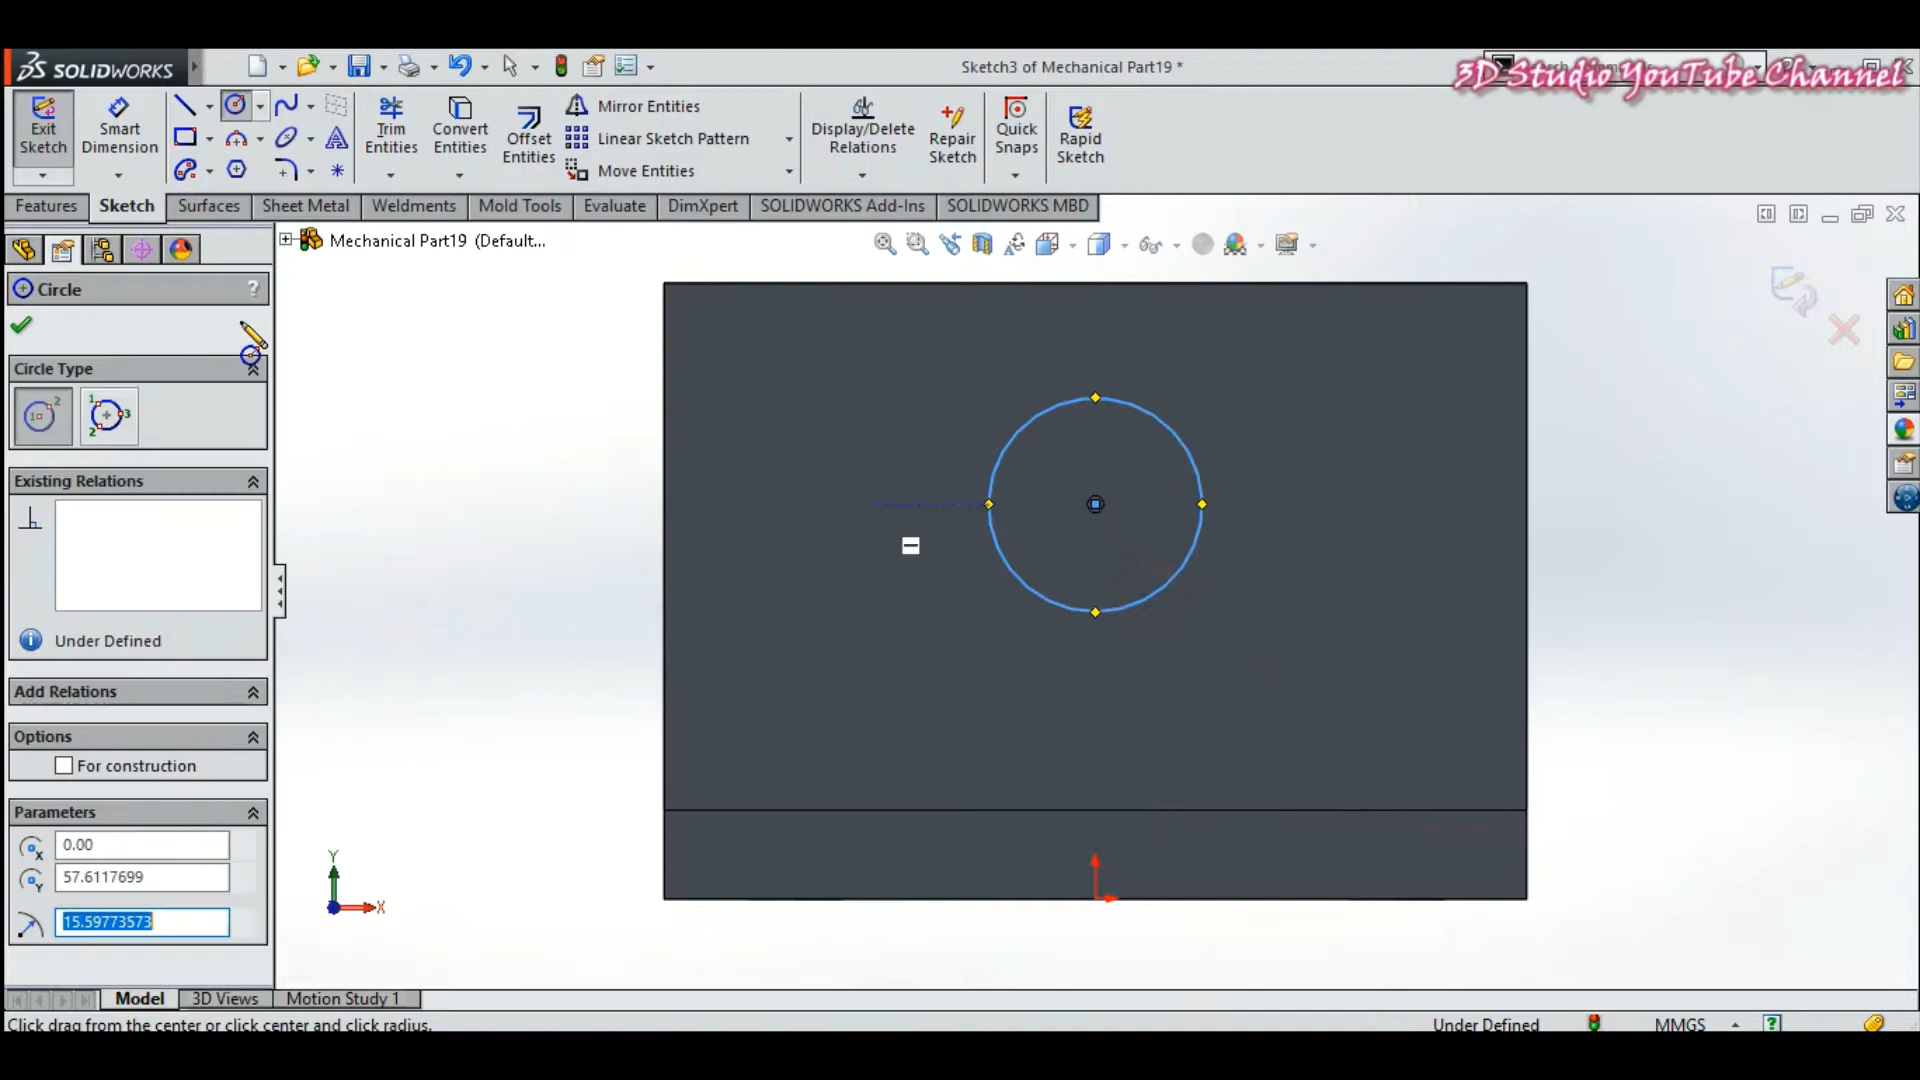 SOLIDWORKS
Sketch3 of Mechanical Part19 *
3D Studio YouTube Channel
Exit Sketch
Smart Dimension
Trim Entities
Convert Entities
Offset Entities
Mirror Entities
Linear Sketch Pattern
Move Entities
Display/Delete Relations
Repair Sketch
Quick Snaps
Rapid Sketch
Features
Sketch
Surfaces
Sheet Metal
Weldments
Mold Tools
Evaluate
DimXpert
SOLIDWORKS Add-Ins
SOLIDWORKS MBD
Mechanical Part19 (Default...
Circle
?
Circle Type
Existing Relations
Under Defined
Add Relations
Options
For construction
Parameters
0.00
57.6117699
15.59773573
Y
X
Model
3D Views
Motion Study 1
Click drag from the center or click center and click radius.
Under Defined
MMGS
?